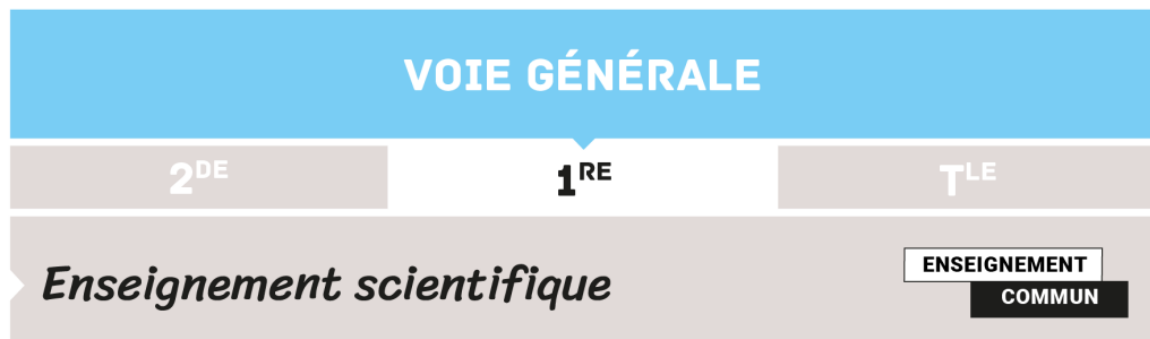 VOIE GÉNÉRALE
2DE 1RE TLE
Enseignement scientifique
ENSEIGNEMENT
COMMUN